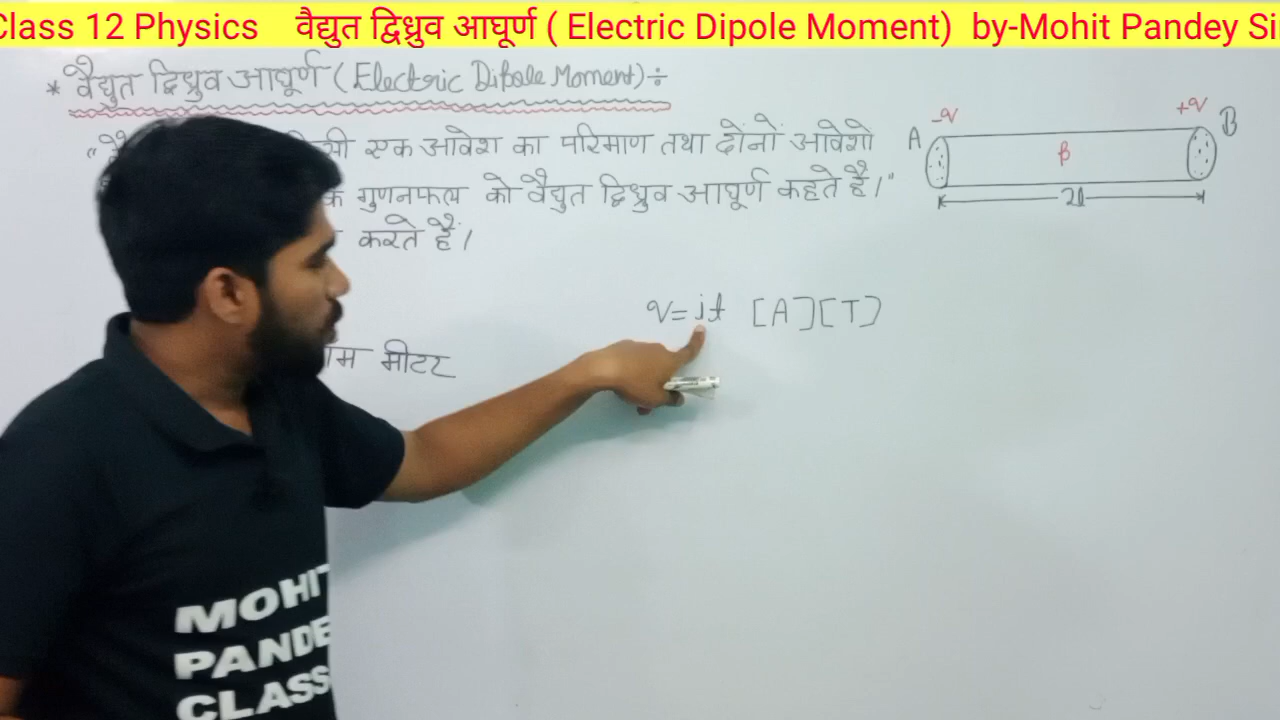 Class 12 Physics वैद्युत द्विध्रुव आघूर्ण ( Electric Dipole Moment) by-Mohit Pandey Si
* वैद्युत द्विध्रुव आघूर्ण ( Electric Dipole Moment) ÷
एक आवेश का परिमाण तथा दोनों आवेशो
गुणनफल को वैद्युत द्विध्रुव आघूर्ण कहते है।"
करते हैं।
मीटर
-q
+q
A
B
2l
q = it [A][T]
MOHIT
PANDE
CLASS